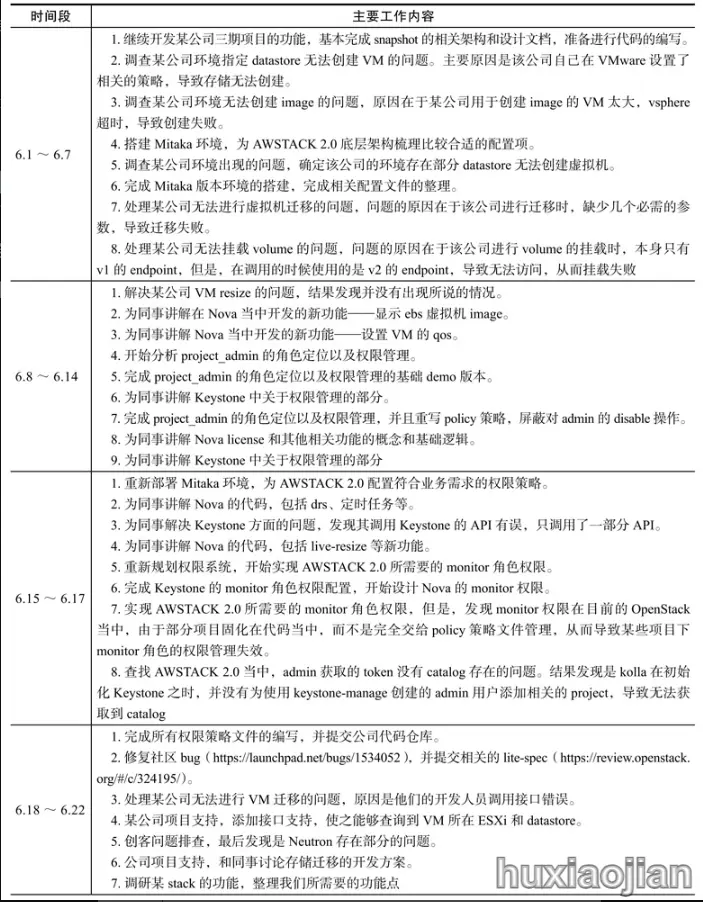 时间段
主要工作内容
6.1 ~ 6.7
1. 继续开发某公司三期项目的功能，基本完成 snapshot 的相关架构和设计文档，准备进行代码的编写。
2. 调查某公司环境指定 datastore 无法创建 VM 的问题。主要原因是该公司自己在 VMware 设置了
相关的策略，导致存储无法创建。
3. 调查某公司环境无法创建 image 的问题，原因在于某公司用于创建 image 的 VM 太大，vsphere
超时，导致创建失败。
4. 搭建 Mitaka 环境，为 AWSTACK 2.0 底层架构梳理比较合适的配置项。
5. 调查某公司环境出现的问题，确定该公司的环境存在部分 datastore 无法创建虚拟机。
6. 完成 Mitaka 版本环境的搭建，完成相关配置文件的整理。
7. 处理某公司无法进行虚拟机迁移的问题，问题的原因在于该公司进行迁移时，缺少几个必需的参
数，导致迁移失败。
8. 处理某公司无法挂载 volume 的问题，问题的原因在于该公司进行 volume 的挂载时，本身只有
v1 的 endpoint，但是，在调用的时候使用的是 v2 的 endpoint，导致无法访问，从而挂载失败
6.8 ~ 6.14
1. 解决某公司 VM resize 的问题，结果发现并没有出现所说的情况。
2. 为同事讲解在 Nova 当中开发的新功能——显示 ebs 虚拟机 image。
3. 为同事讲解 Nova 当中开发的新功能——设置 VM 的 qos。
4. 开始分析 project_admin 的角色定位以及权限管理。
5. 完成 project_admin 的角色定位以及权限管理的基础 demo 版本。
6. 为同事讲解 Keystone 中关于权限管理的部分。
7. 完成 project_admin 的角色定位以及权限管理，并且重写 policy 策略，屏蔽对 admin 的 disable 操作。
8. 为同事讲解 Nova license 和其他相关功能的概念和基础逻辑。
9. 为同事讲解 Keystone 中关于权限管理的部分
6.15 ~ 6.17
1. 重新部署 Mitaka 环境，为 AWSTACK 2.0 配置符合业务需求的权限策略。
2. 为同事讲解 Nova 的代码，包括 drs、定时任务等。
3. 为同事解决 Keystone 方面的问题，发现其调用 Keystone 的 API 有误，只调用了一部分 API。
4. 为同事讲解 Nova 的代码，包括 live-resize 等新功能。
5. 重新规划权限系统，开始实现 AWSTACK 2.0 所需要的 monitor 角色权限。
6. 完成 Keystone 的 monitor 角色权限配置，开始设计 Nova 的 monitor 权限。
7. 实现 AWSTACK 2.0 所需要的 monitor 角色权限，但是，发现 monitor 权限在目前的 OpenStack
当中，由于部分项目固化在代码当中，而不是完全交给 policy 策略文件管理，从而导致某些项目下
monitor 角色的权限管理失效。
8. 查找 AWSTACK 2.0 当中，admin 获取的 token 没有 catalog 存在的问题。结果发现是 kolla 在初始
化 Keystone 之时，并没有为使用 keystone-manage 创建的 admin 用户添加相关的 project，导致无法获
取到 catalog
6.18 ~ 6.22
1. 完成所有权限策略文件的编写，并提交公司代码仓库。
2. 修复社区 bug（https://launchpad.net/bugs/1534052），并提交相关的 lite-spec（https://review.openstack.
org/#/c/324195/）。
3. 处理某公司无法进行 VM 迁移的问题，原因是他们的开发人员调用接口错误。
4. 某公司项目支持，添加接口支持，使之能够查询到 VM 所在 ESXi 和 datastore。
5. 创客问题排查，最后发现是 Neutron 存在部分的问题。
6. 公司项目支持，和同事讨论存储迁移的开发方案。
7. 调研某 stack 的功能，整理我们所需要的功能点
huxiaojian